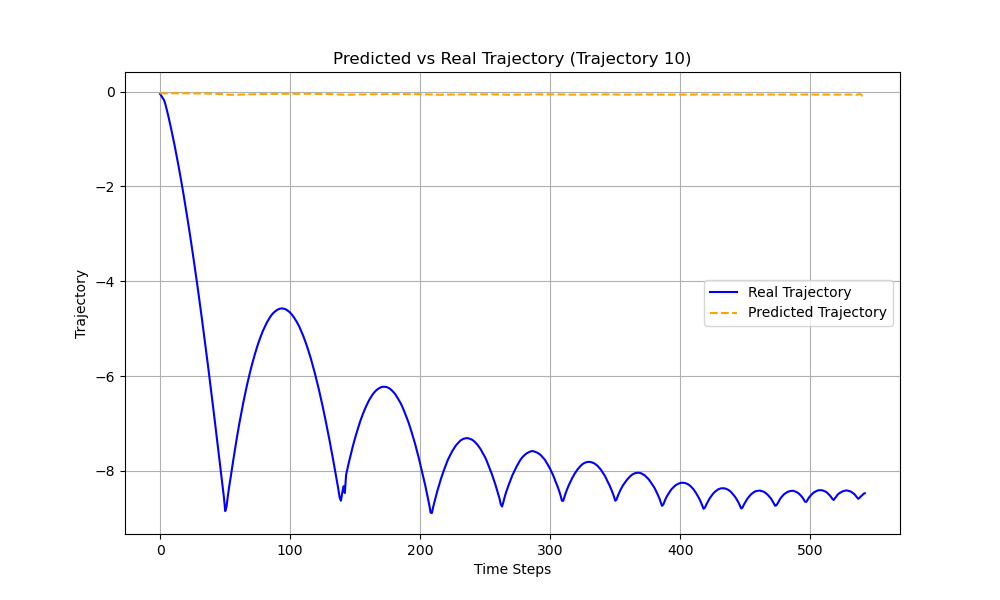 Predicted vs Real Trajectory (Trajectory 10)
Trajectory
0
−2
−4
−6
−8
Real Trajectory
Predicted Trajectory
0 100 200 300 400 500
Time Steps